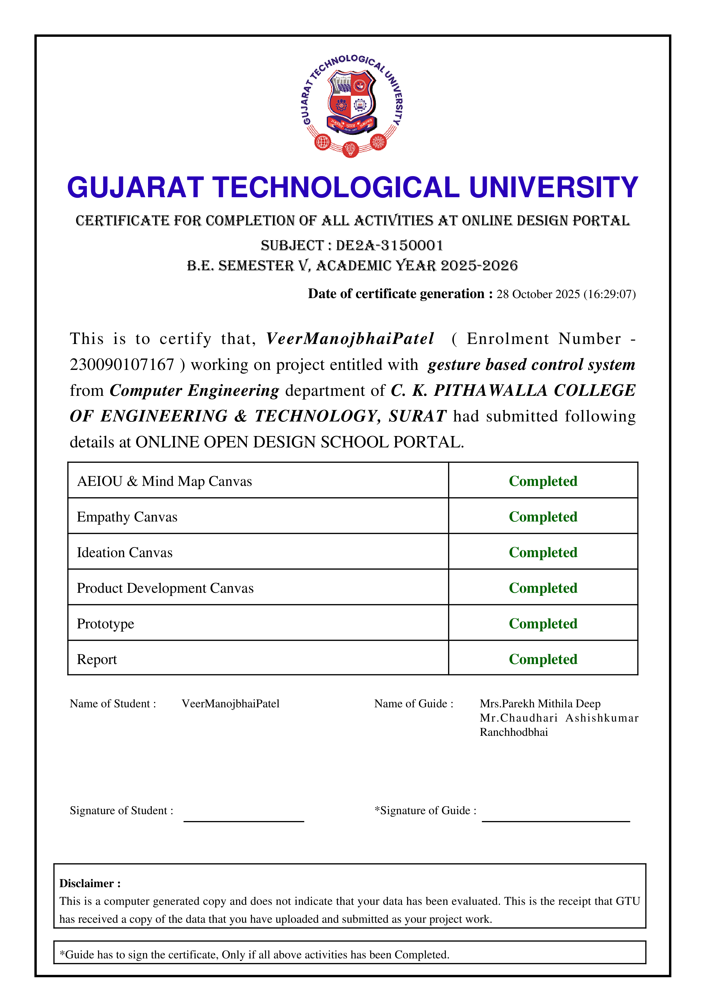 GUJARAT TECHNOLOGICAL UNIVERSITY
GUJARAT TECHNOLOGICAL UNIVERSITY
CERTIFICATE FOR COMPLETION OF ALL ACTIVITIES AT ONLINE DESIGN PORTAL
SUBJECT : DE2A-3150001
B.E. SEMESTER V, ACADEMIC YEAR 2025-2026
Date of certificate generation : 28 October 2025 (16:29:07)
This is to certify that, VeerManojbhaiPatel ( Enrolment Number -
230090107167 ) working on project entitled with gesture based control system
from Computer Engineering department of C. K. PITHAWALLA COLLEGE
OF ENGINEERING & TECHNOLOGY, SURAT had submitted following
details at ONLINE OPEN DESIGN SCHOOL PORTAL.
AEIOU & Mind Map Canvas Completed
Empathy Canvas Completed
Ideation Canvas Completed
Product Development Canvas Completed
Prototype Completed
Report Completed
Name of Student : VeerManojbhaiPatel Name of Guide : Mrs.Parekh Mithila Deep
Mr.Chaudhari Ashishkumar
Ranchhodbhai
Signature of Student : *Signature of Guide :
Disclaimer :
This is a computer generated copy and does not indicate that your data has been evaluated. This is the receipt that GTU
has received a copy of the data that you have uploaded and submitted as your project work.
*Guide has to sign the certificate, Only if all above activities has been Completed.